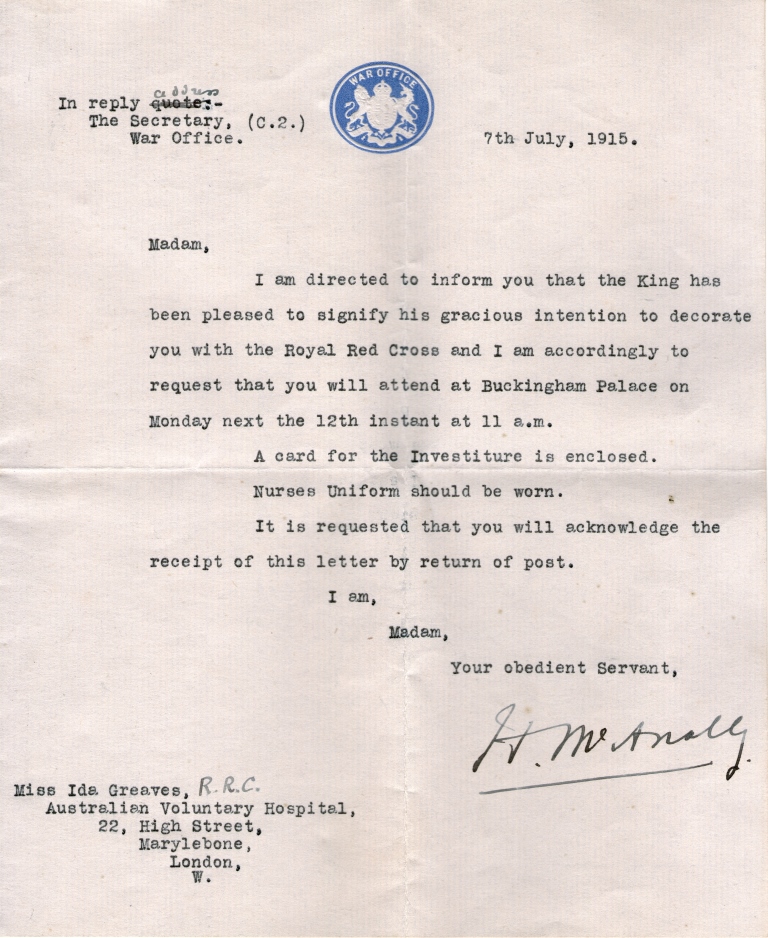 WAR OFFICE
address
In reply quote:-
The Secretary, (C.2.)
War Office.
7th July, 1915.
Madam,
I am directed to inform you that the King has
been pleased to signify his gracious intention to decorate
you with the Royal Red Cross and I am accordingly to
request that you will attend at Buckingham Palace on
Monday next the 12th instant at 11 a.m.
A card for the Investiture is enclosed.
Nurses Uniform should be worn.
It is requested that you will acknowledge the
receipt of this letter by return of post.
I am,
Madam,
Your obedient Servant,
H. McAnally.
Miss Ida Greaves, R.R.C.
Australian Voluntary Hospital,
22, High Street,
Marylebone,
London,
W.